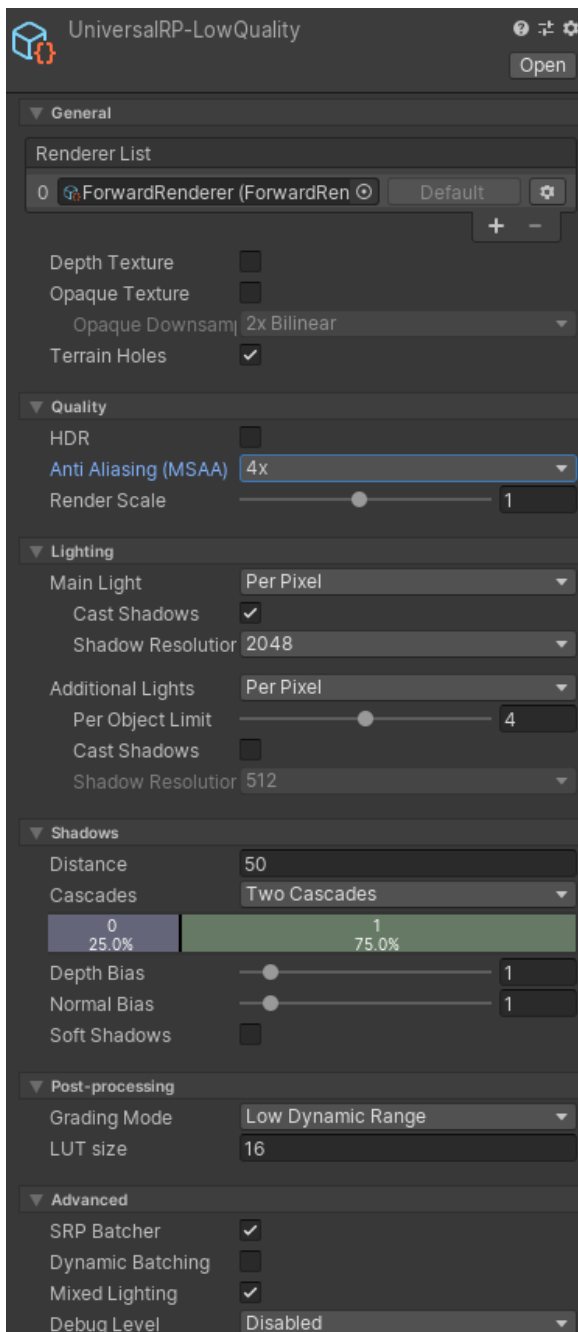 UniversalRP-LowQuality
Open
General
Renderer List
0 ForwardRenderer (ForwardRen Default
+ −
Depth Texture
Opaque Texture
Opaque Downsamp 2x Bilinear
Terrain Holes
Quality
HDR
Anti Aliasing (MSAA) 4x
Render Scale 1
Lighting
Main Light Per Pixel
Cast Shadows
Shadow Resolution 2048
Additional Lights Per Pixel
Per Object Limit 4
Cast Shadows
Shadow Resolution 512
Shadows
Distance 50
Cascades Two Cascades
0 1
25.0% 75.0%
Depth Bias 1
Normal Bias 1
Soft Shadows
Post-processing
Grading Mode Low Dynamic Range
LUT size 16
Advanced
SRP Batcher
Dynamic Batching
Mixed Lighting
Debug Level Disabled